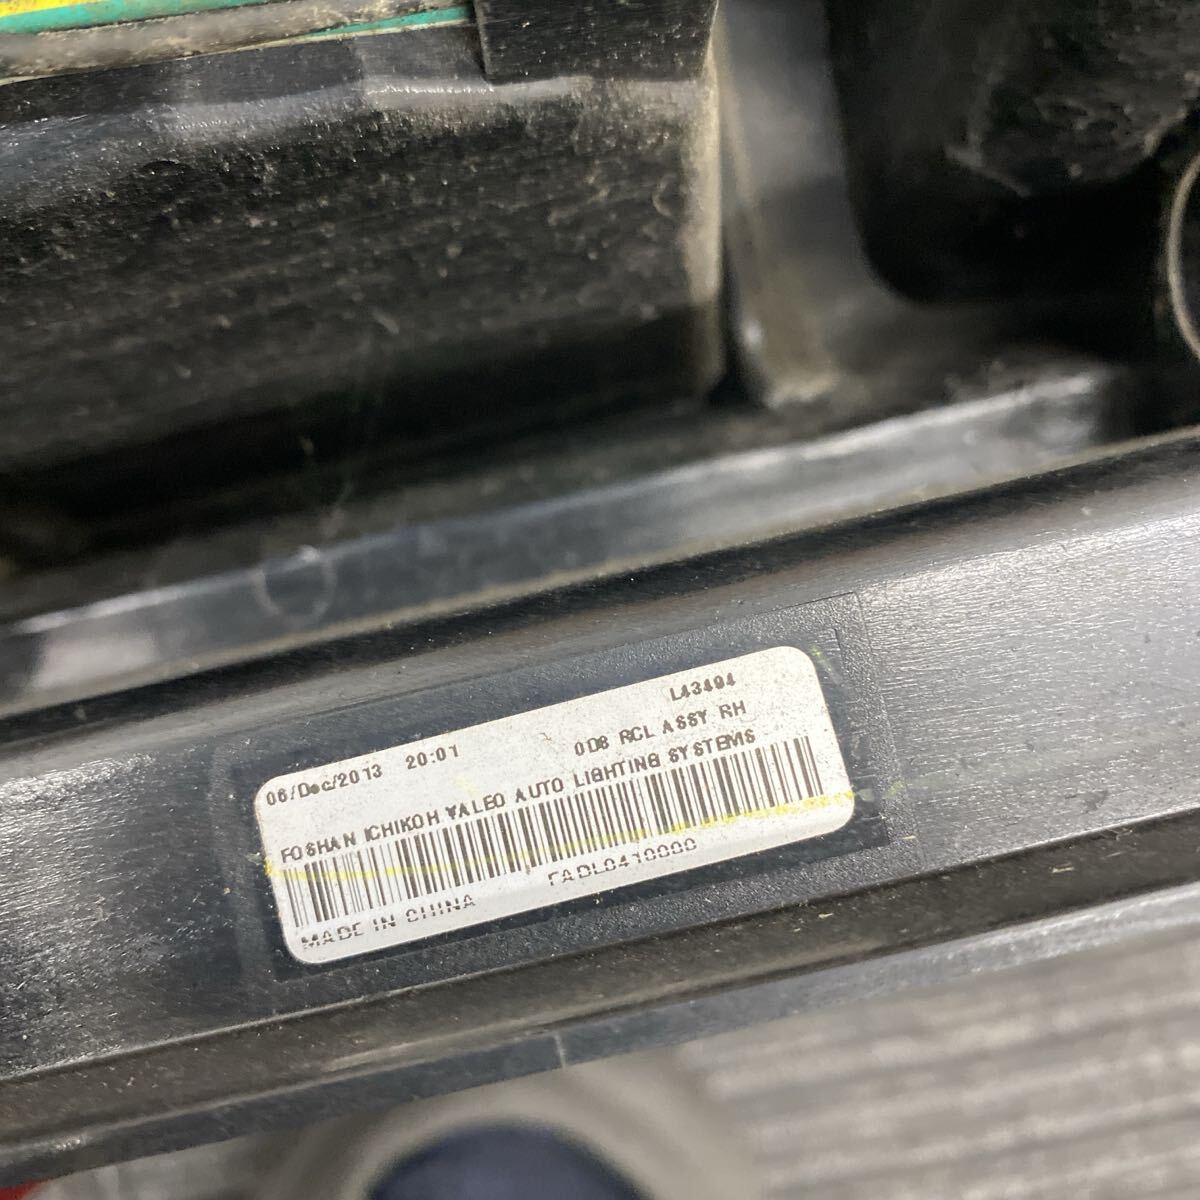 L43494
06/Dec/2013 20:01
0D8 RCL ASSY RH
FOSHAN ICHIKOH VALEO AUTO LIGHTING SYSTEMS
MADE IN CHINA